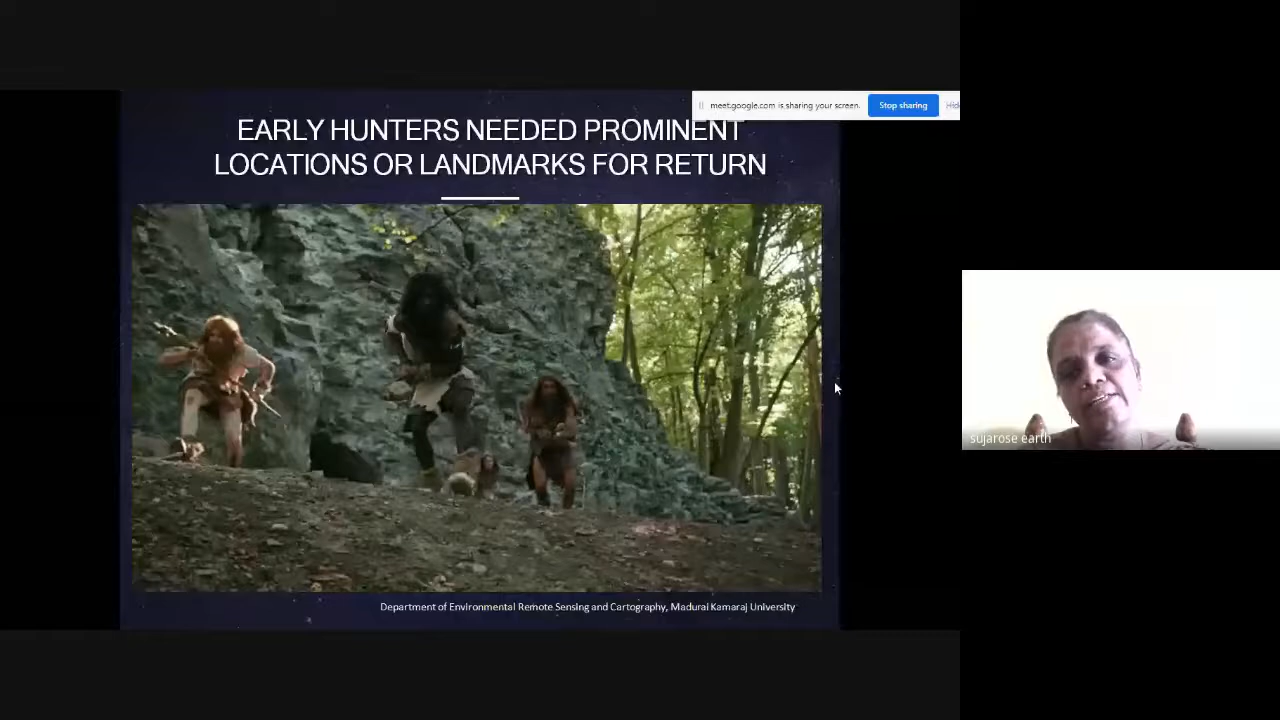 meet.google.com is sharing your screen.
Stop sharing
EARLY HUNTERS NEEDED PROMINENT
LOCATIONS OR LANDMARKS FOR RETURN
sujarose earth
Department of Environmental Remote Sensing and Cartography, Madurai Kamaraj University